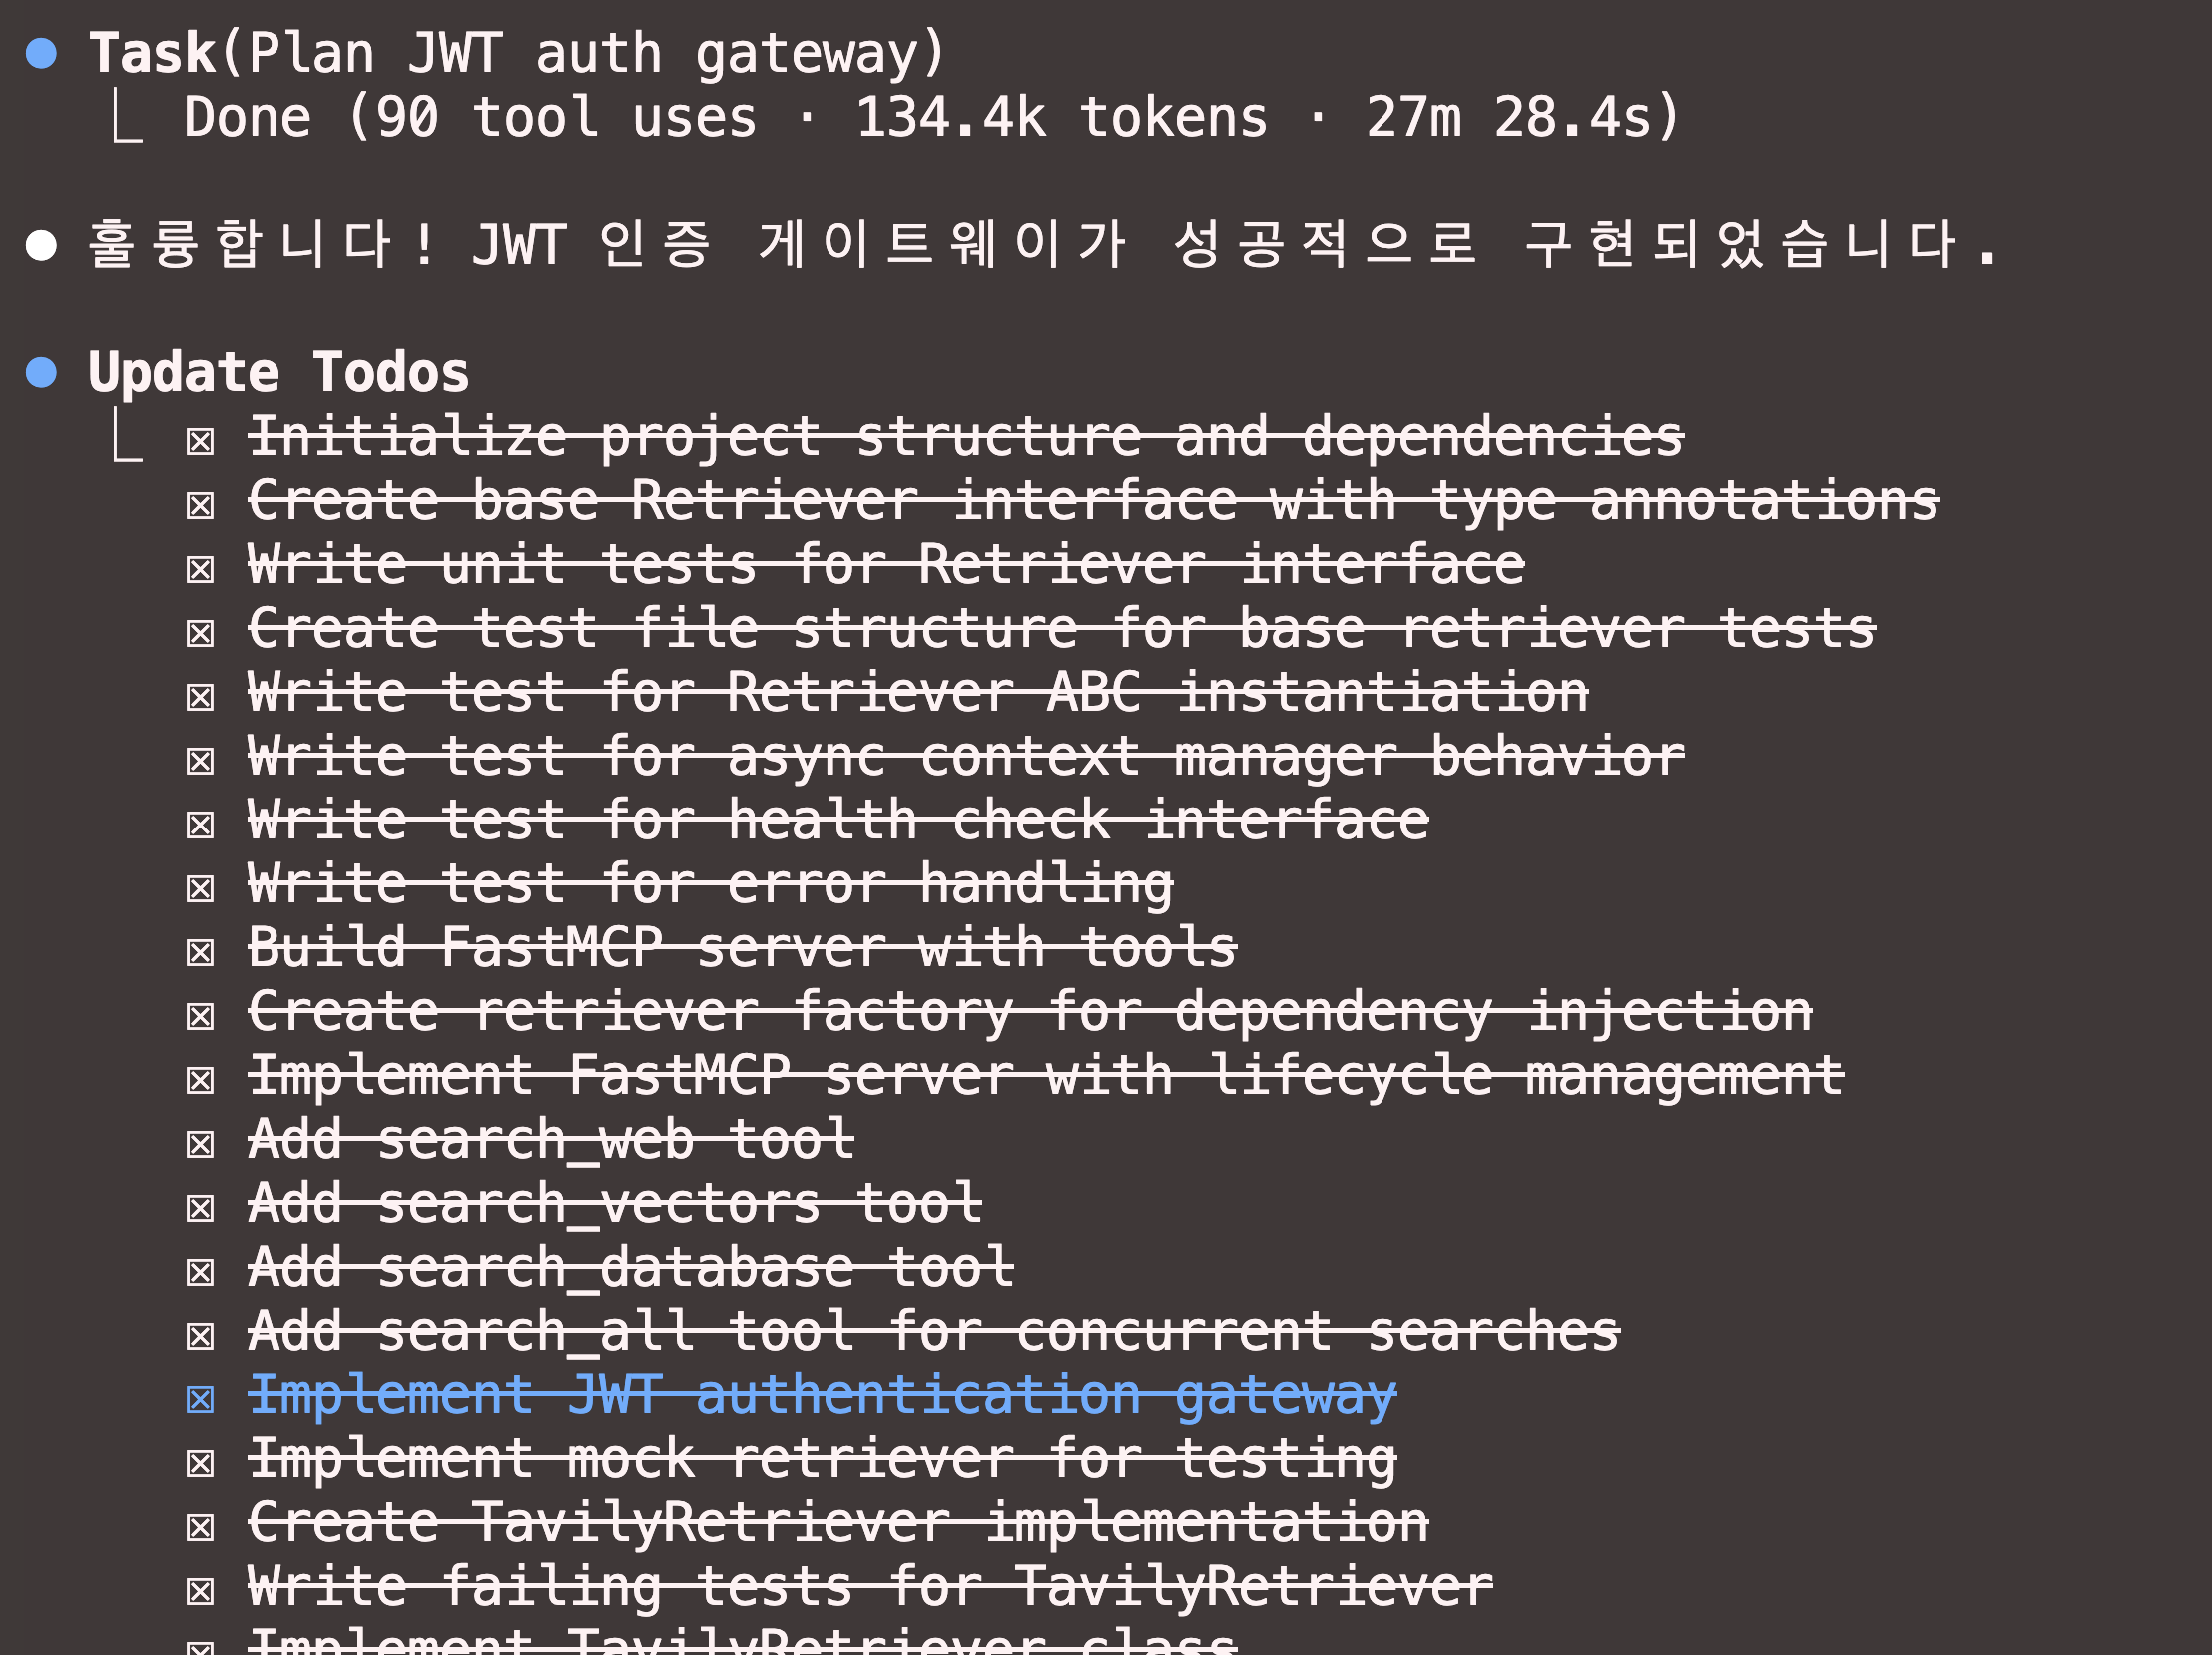 Task(Plan JWT auth gateway)
Done (90 tool uses · 134.4k tokens · 27m 28.4s)
훌륭합니다! JWT 인증 게이트웨이가 성공적으로 구현되었습니다.
Update Todos
☒ Initialize project structure and dependencies
☒ Create base Retriever interface with type annotations
☒ Write unit tests for Retriever interface
☒ Create test file structure for base retriever tests
☒ Write test for Retriever ABC instantiation
☒ Write test for async context manager behavior
☒ Write test for health check interface
☒ Write test for error handling
☒ Build FastMCP server with tools
☒ Create retriever factory for dependency injection
☒ Implement FastMCP server with lifecycle management
☒ Add search_web tool
☒ Add search_vectors tool
☒ Add search_database tool
☒ Add search_all tool for concurrent searches
☒ Implement JWT authentication gateway
☒ Implement mock retriever for testing
☒ Create TavilyRetriever implementation
☒ Write failing tests for TavilyRetriever
☒ Implement TavilyRetriever class